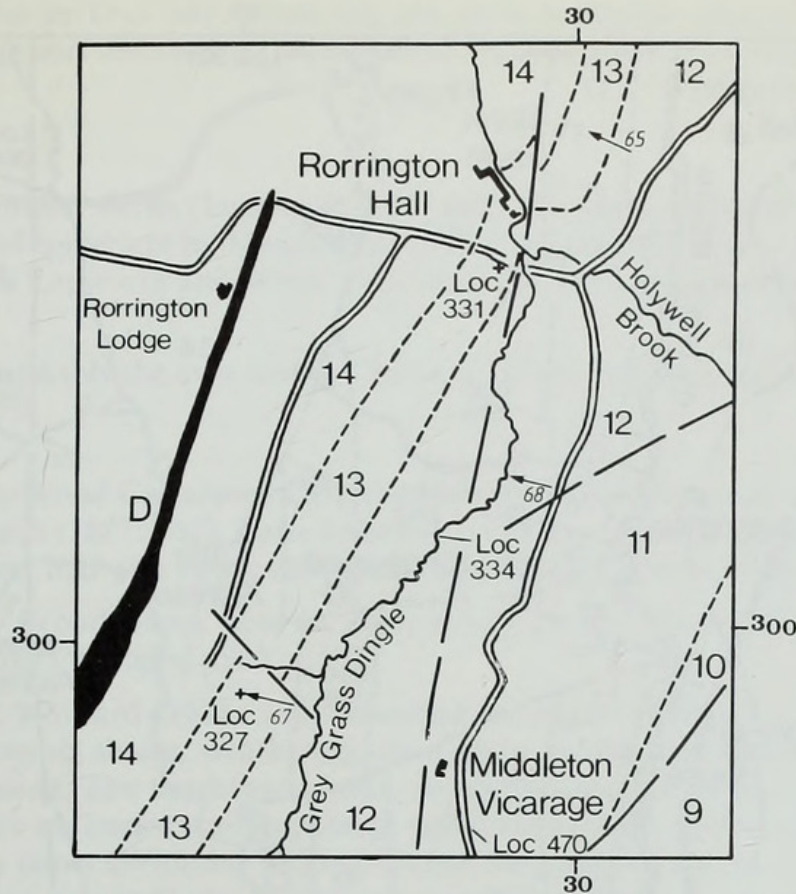 30
14
13
12
65
Rorrington
Hall
Loc
331
Holywell
Brook
Rorrington
Lodge
14
12
13
68
D
Loc
334
11
300
300
10
Grey Grass Dingle
Loc
327
67
14
Middleton
Vicarage
13
12
9
Loc 470
30